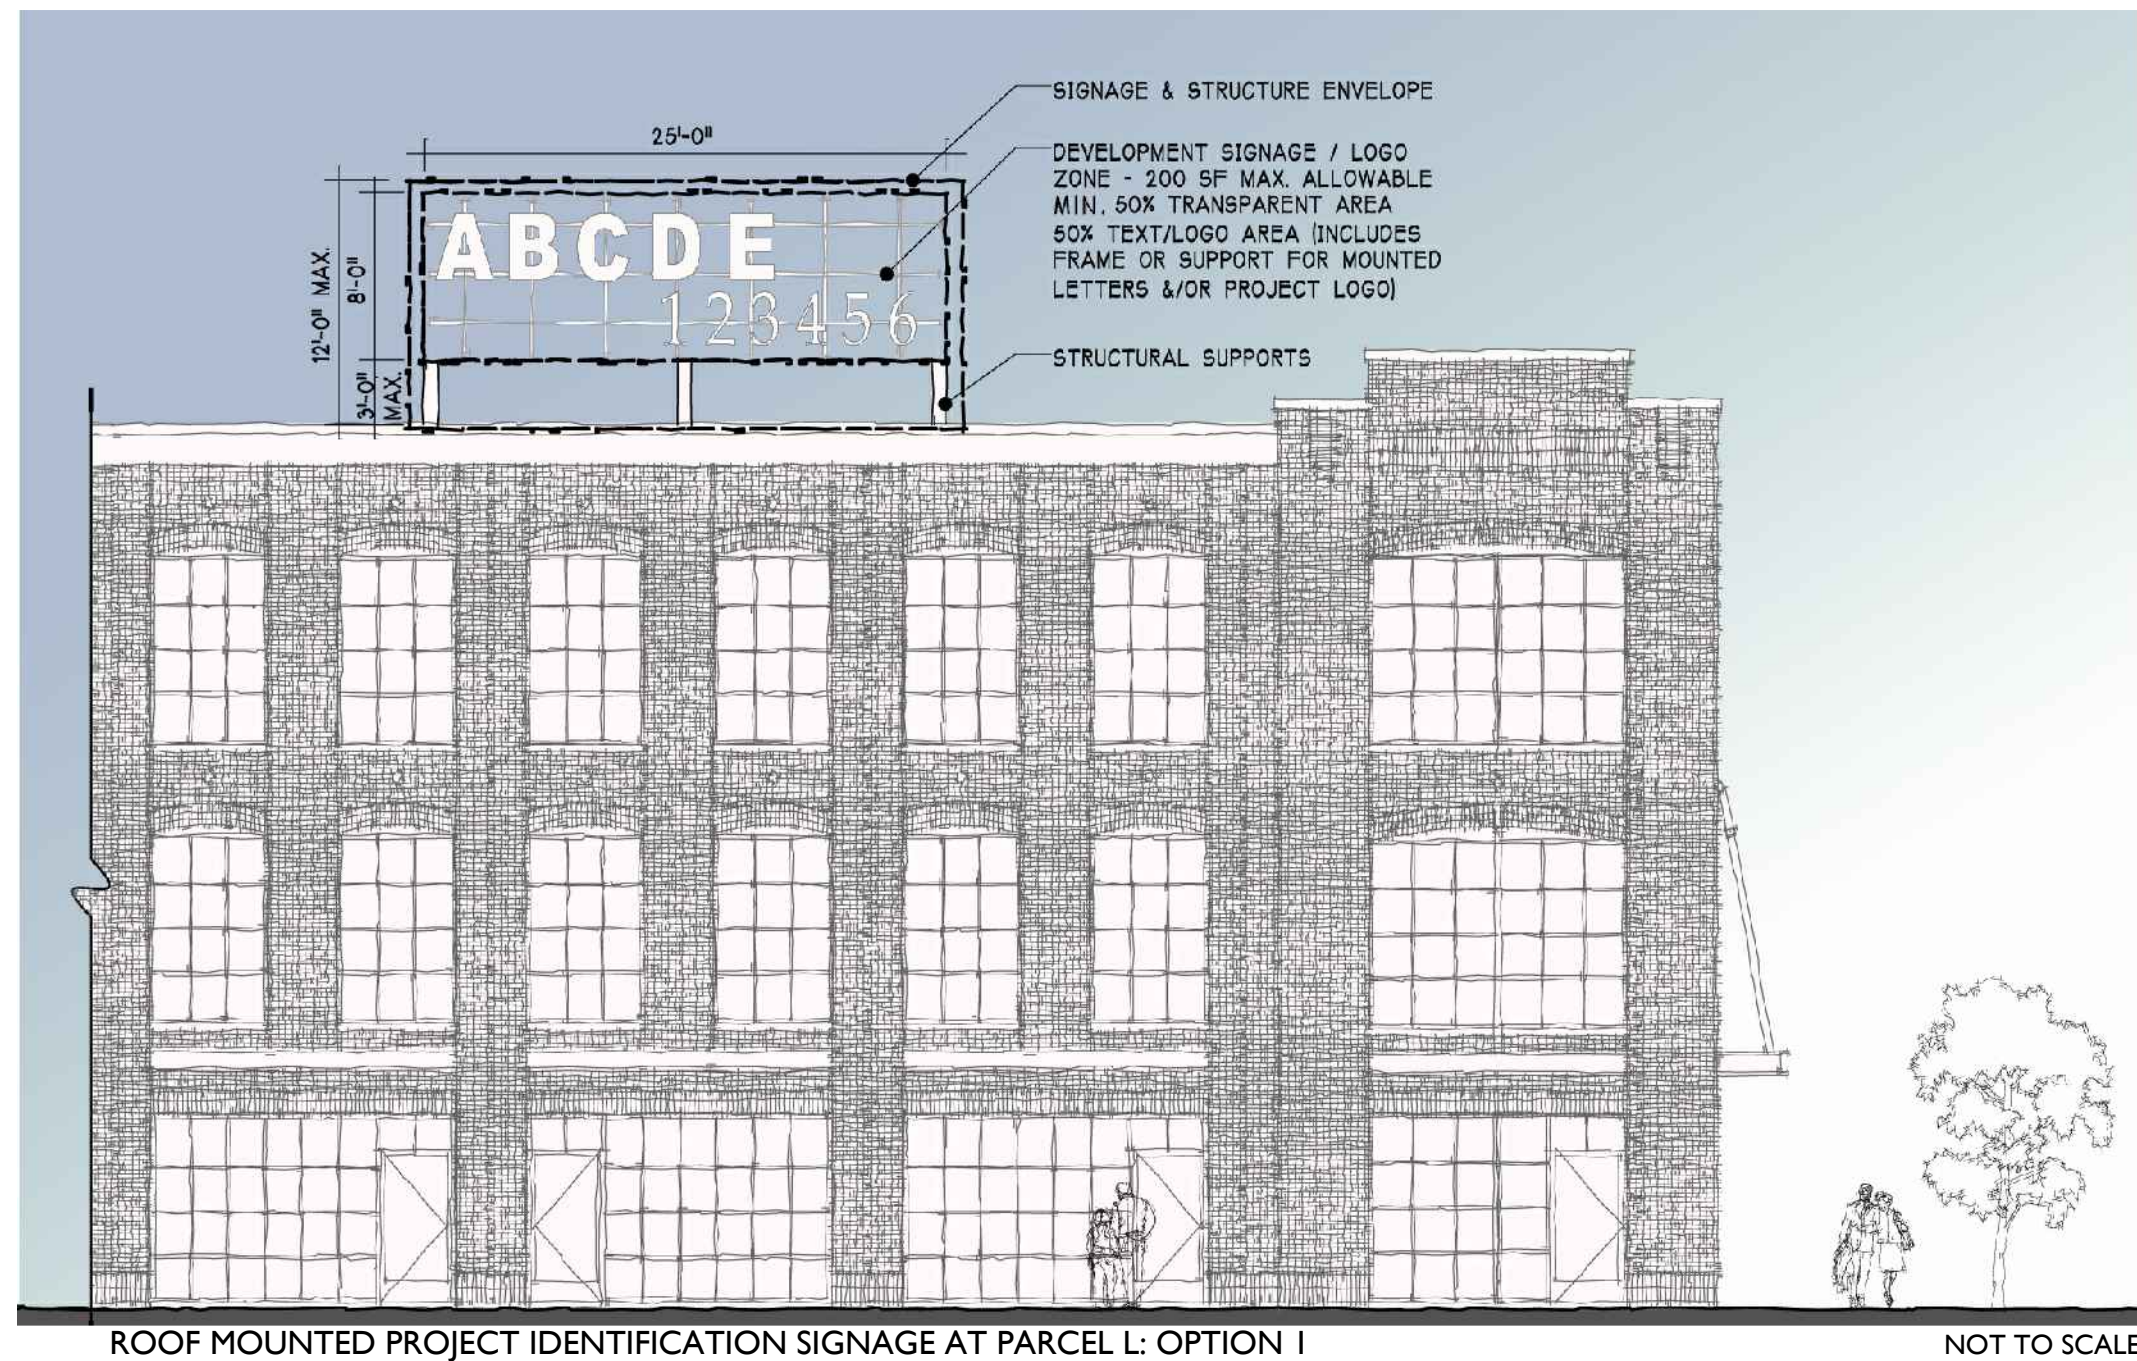 SIGNAGE & STRUCTURE ENVELOPE
25'-0"
DEVELOPMENT SIGNAGE / LOGO
ZONE - 200 SF MAX. ALLOWABLE
MIN. 50% TRANSPARENT AREA
50% TEXT/LOGO AREA (INCLUDES
FRAME OR SUPPORT FOR MOUNTED
LETTERS &/OR PROJECT LOGO)
12'-0" MAX.
8'-0"
ABCDE
123456
STRUCTURAL SUPPORTS
3'-0"
MAX.
ROOF MOUNTED PROJECT IDENTIFICATION SIGNAGE AT PARCEL L: OPTION 1
NOT TO SCALE